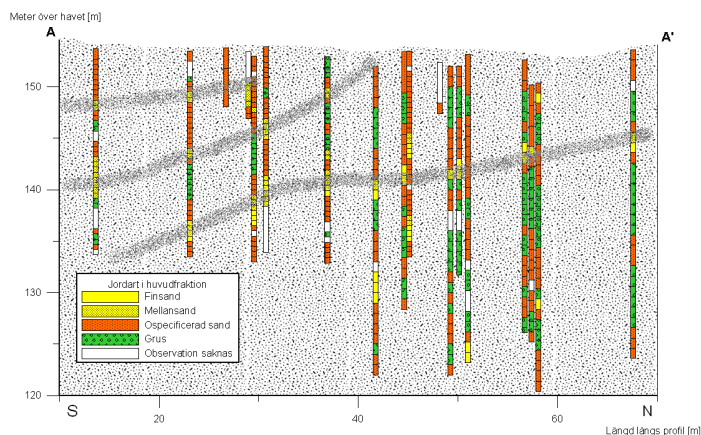 Meter över havet [m]
A
A'
150
140
130
120
Jordart i huvudfraktion
Finsand
Mellansand
Ospecificerad sand
Grus
Observation saknas
S
20
40
60
N
Längd längs profil [m]